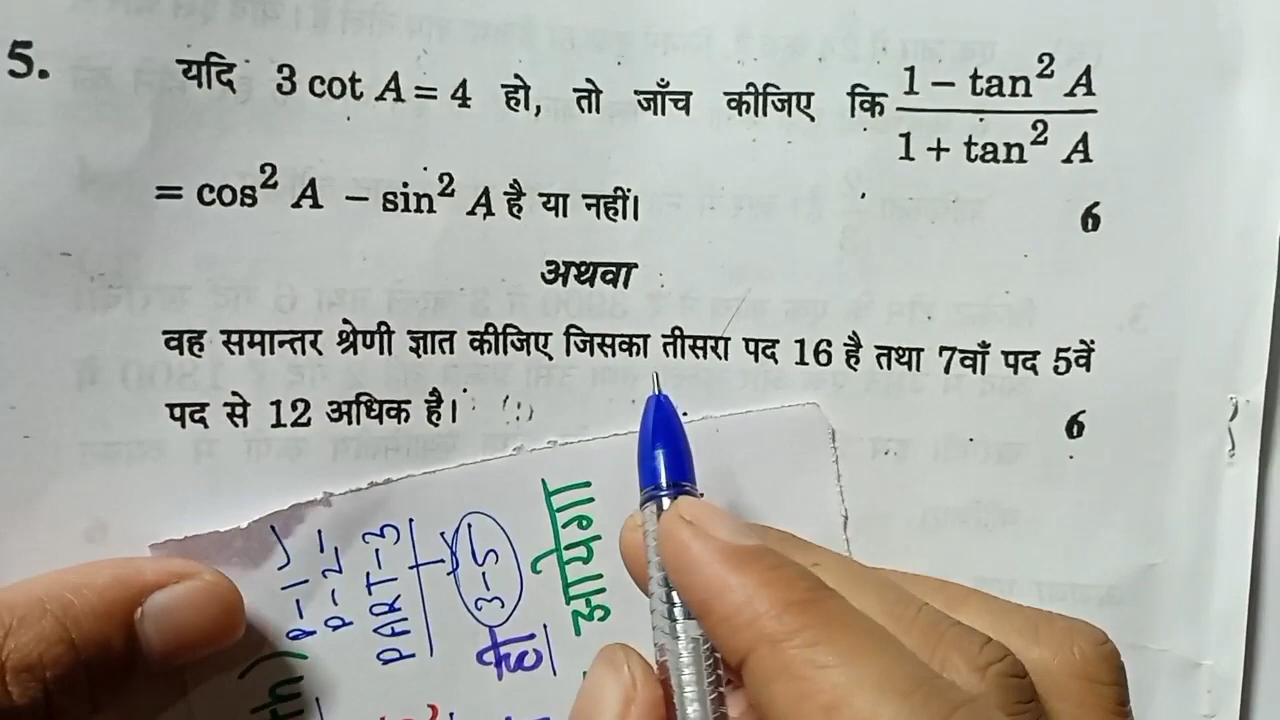 5. यदि 3 cot A = 4 हो, तो जाँच कीजिए कि (1 − tan² A)/(1 + tan² A)
= cos² A − sin² A है या नहीं। 6
अथवा
वह समान्तर श्रेणी ज्ञात कीजिए जिसका तीसरा पद 16 है तथा 7वाँ पद 5वें
पद से 12 अधिक है। 6
P-1
P-2-
PART-3
3-5
का
आयेगा